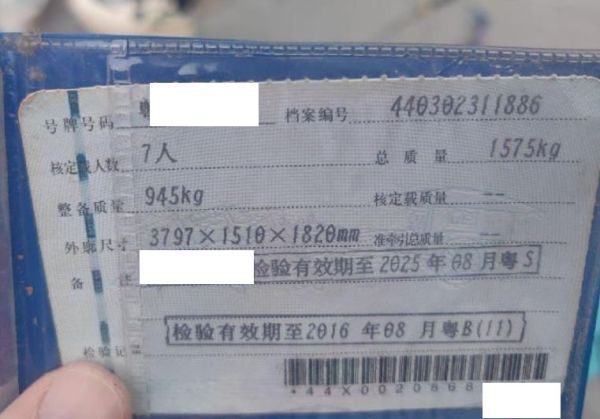 号牌号码 档案编号 440302311886
核定载人数 7人 总质量 1575kg
整备质量 945kg 核定载质量 --
外廓尺寸 3797×1510×1820mm 准牵引总质量 --
备注 检验有效期至2025年08月粤S
检验有效期至2016年08月粤B(11)
检验记录
*44X0020868